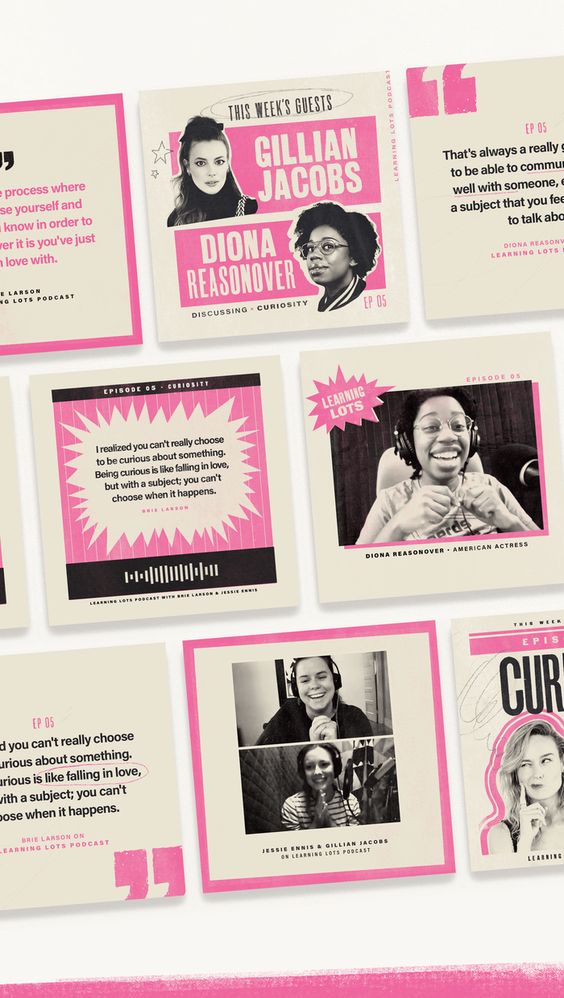 ”
e process where
se yourself and
know in order to
ver it is you've just
n love with.
E LARSON
NG LOTS PODCAST
THIS WEEK'S GUESTS
GILLIAN
JACOBS
DIONA
REASONOVER
DISCUSSING · CURIOSITY
EP 05
LEARNING LOTS PODCAST
“
EP 05
That's always a really g
to be able to commu
well with someone, e
a subject that you fee
to talk abo
DIONA REASONOV
LEARNING LOTS P
EPISODE 05 · CURIOSITY
I realized you can't really choose
to be curious about something.
Being curious is like falling in love,
but with a subject; you can't
choose when it happens.
BRIE LARSON
LEARNING LOTS PODCAST WITH BRIE LARSON & JESSIE ENNIS
LEARNING
LOTS
EPISODE 05
DIONA REASONOVER · AMERICAN ACTRESS
EP 05
d you can't really choose
urious about something.
urious is like falling in love,
with a subject; you can't
oose when it happens.
BRIE LARSON ON
LEARNING LOTS PODCAST
”
JESSIE ENNIS & GILLIAN JACOBS
ON LEARNING LOTS PODCAST
THIS WEEK
EPIS
CUR
LEARNING